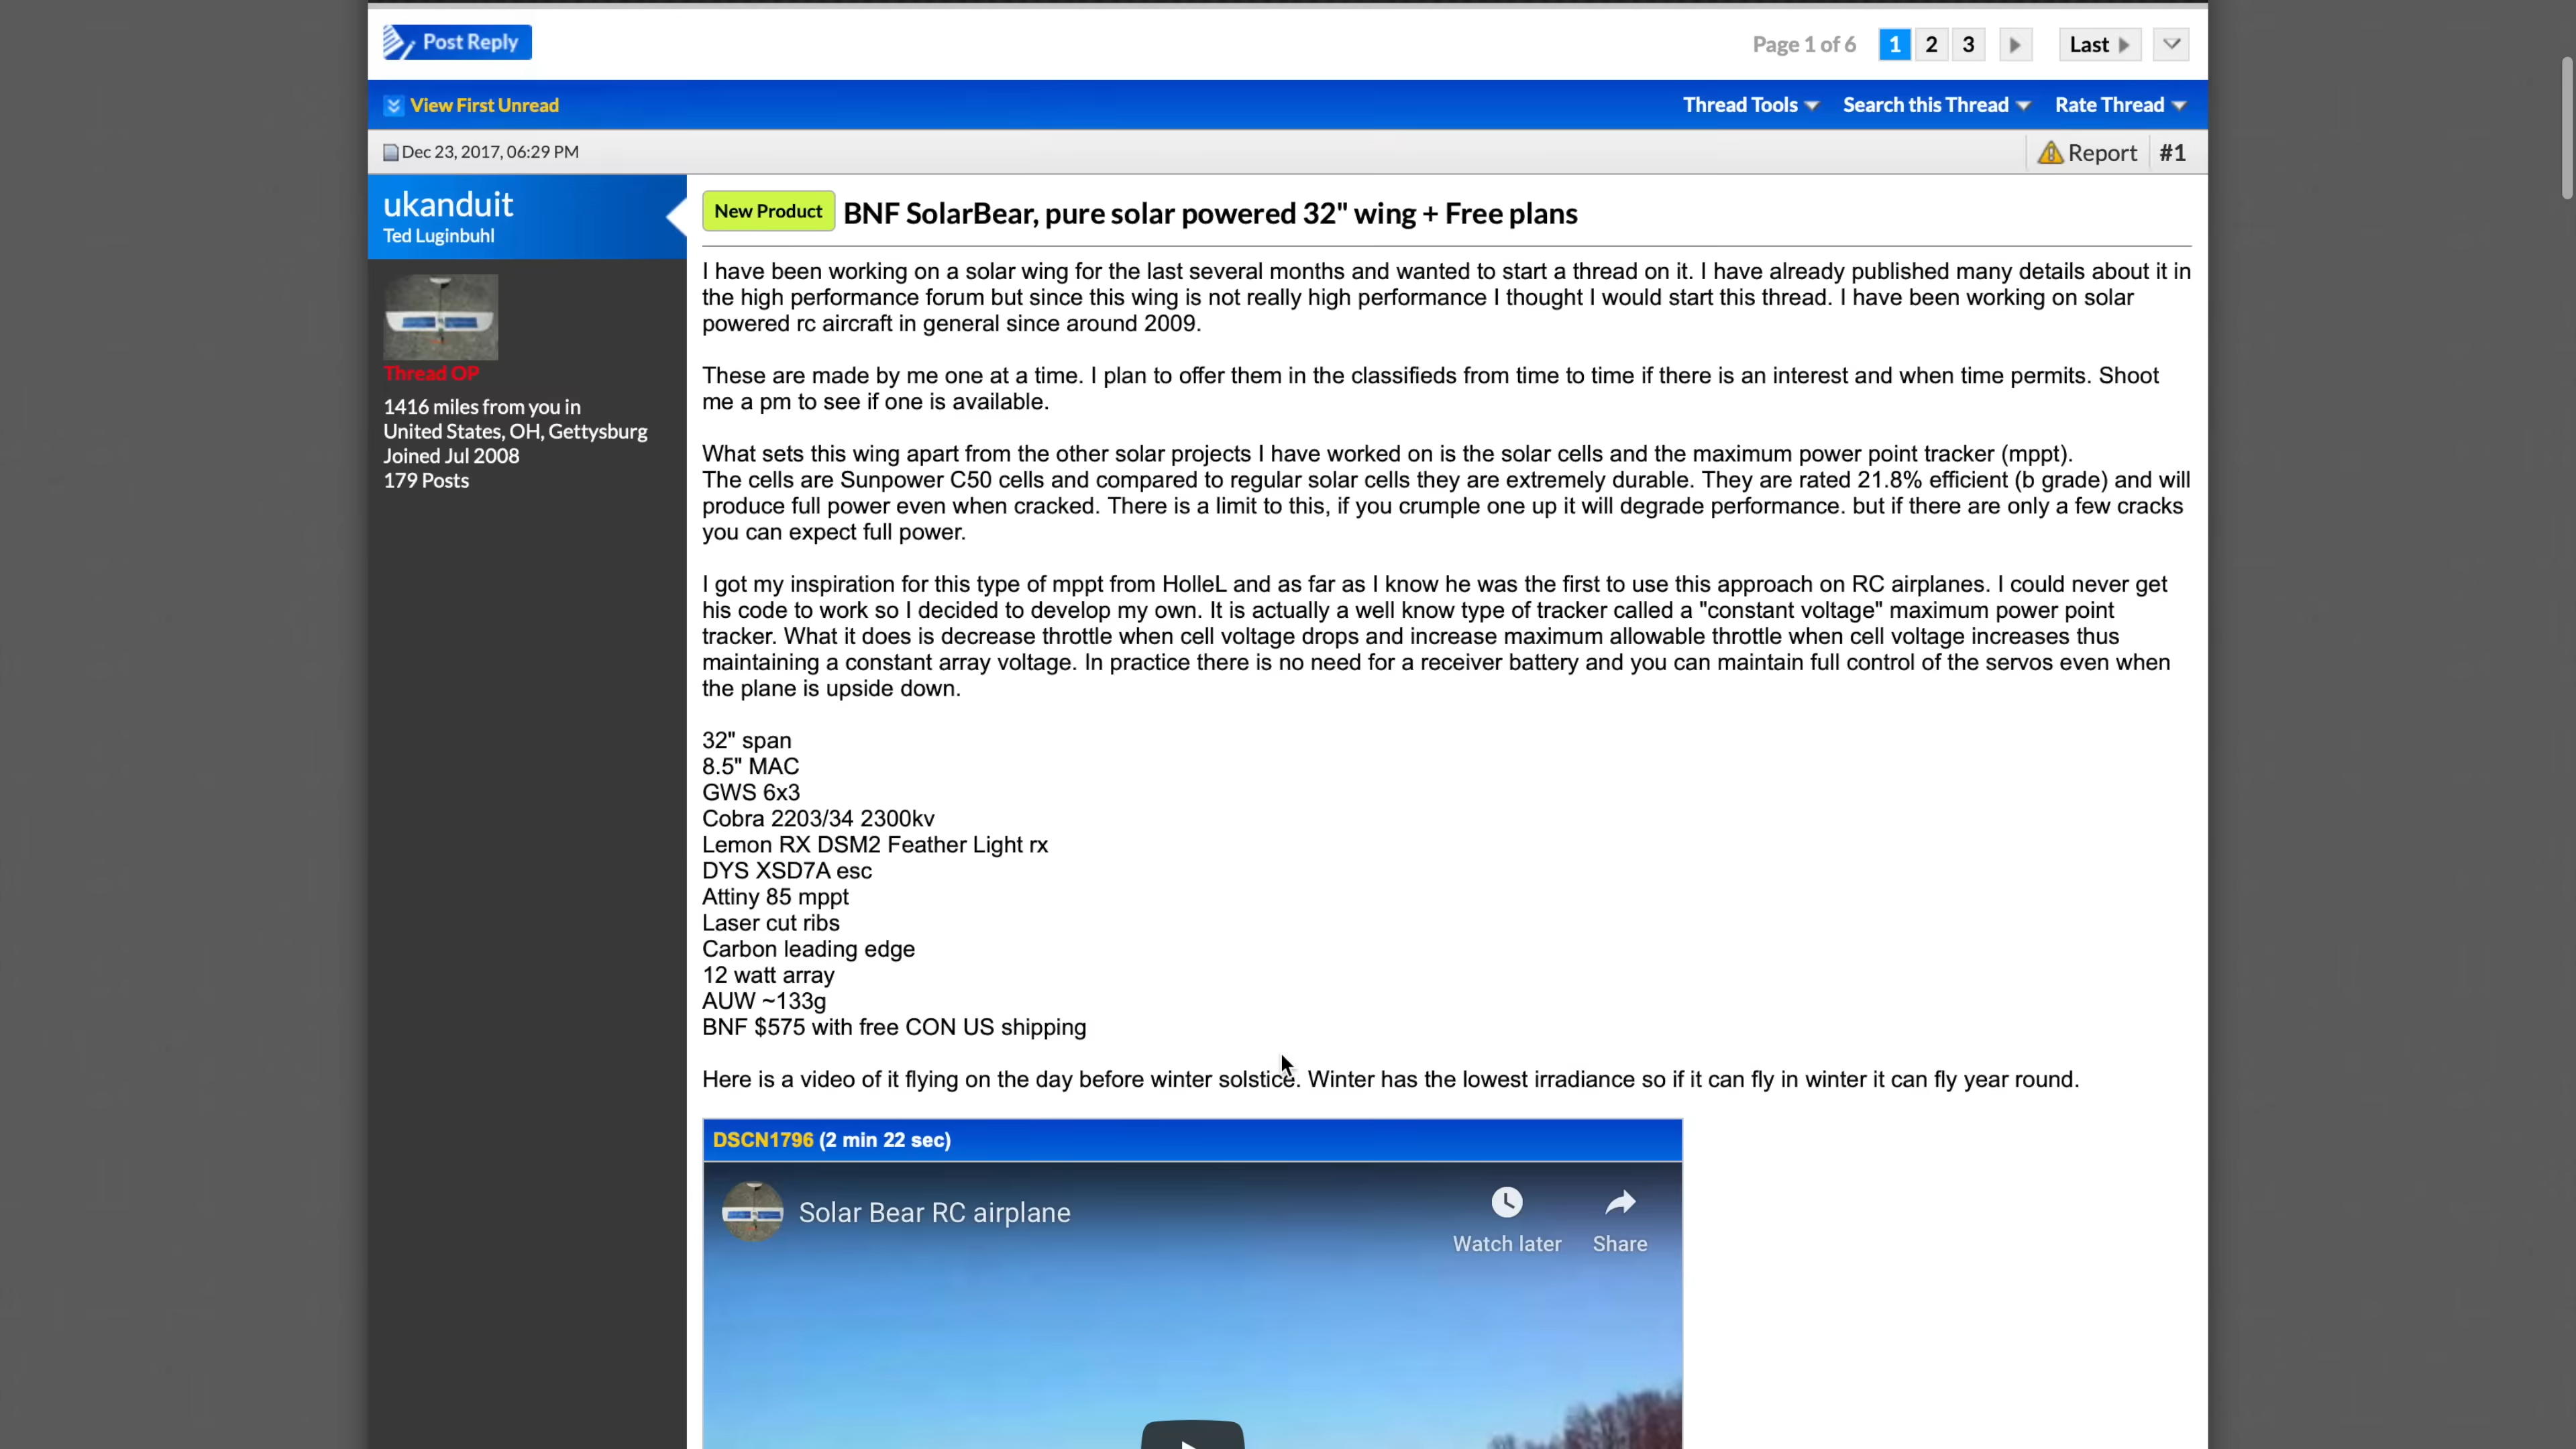 Post Reply
Page 1 of 6 1 2 3 Last
View First Unread Thread Tools Search this Thread Rate Thread
Dec 23, 2017, 06:29 PM Report #1
ukanduit
Ted Luginbuhl
Thread OP
1416 miles from you in
United States, OH, Gettysburg
Joined Jul 2008
179 Posts
New Product BNF SolarBear, pure solar powered 32" wing + Free plans
I have been working on a solar wing for the last several months and wanted to start a thread on it. I have already published many details about it in
the high performance forum but since this wing is not really high performance I thought I would start this thread. I have been working on solar
powered rc aircraft in general since around 2009.
These are made by me one at a time. I plan to offer them in the classifieds from time to time if there is an interest and when time permits. Shoot
me a pm to see if one is available.
What sets this wing apart from the other solar projects I have worked on is the solar cells and the maximum power point tracker (mppt).
The cells are Sunpower C50 cells and compared to regular solar cells they are extremely durable. They are rated 21.8% efficient (b grade) and will
produce full power even when cracked. There is a limit to this, if you crumple one up it will degrade performance. but if there are only a few cracks
you can expect full power.
I got my inspiration for this type of mppt from HolleL and as far as I know he was the first to use this approach on RC airplanes. I could never get
his code to work so I decided to develop my own. It is actually a well know type of tracker called a "constant voltage" maximum power point
tracker. What it does is decrease throttle when cell voltage drops and increase maximum allowable throttle when cell voltage increases thus
maintaining a constant array voltage. In practice there is no need for a receiver battery and you can maintain full control of the servos even when
the plane is upside down.
32" span
8.5" MAC
GWS 6x3
Cobra 2203/34 2300kv
Lemon RX DSM2 Feather Light rx
DYS XSD7A esc
Attiny 85 mppt
Laser cut ribs
Carbon leading edge
12 watt array
AUW ~133g
BNF $575 with free CON US shipping
Here is a video of it flying on the day before winter solstice. Winter has the lowest irradiance so if it can fly in winter it can fly year round.
DSCN1796 (2 min 22 sec)
Solar Bear RC airplane
Watch later Share